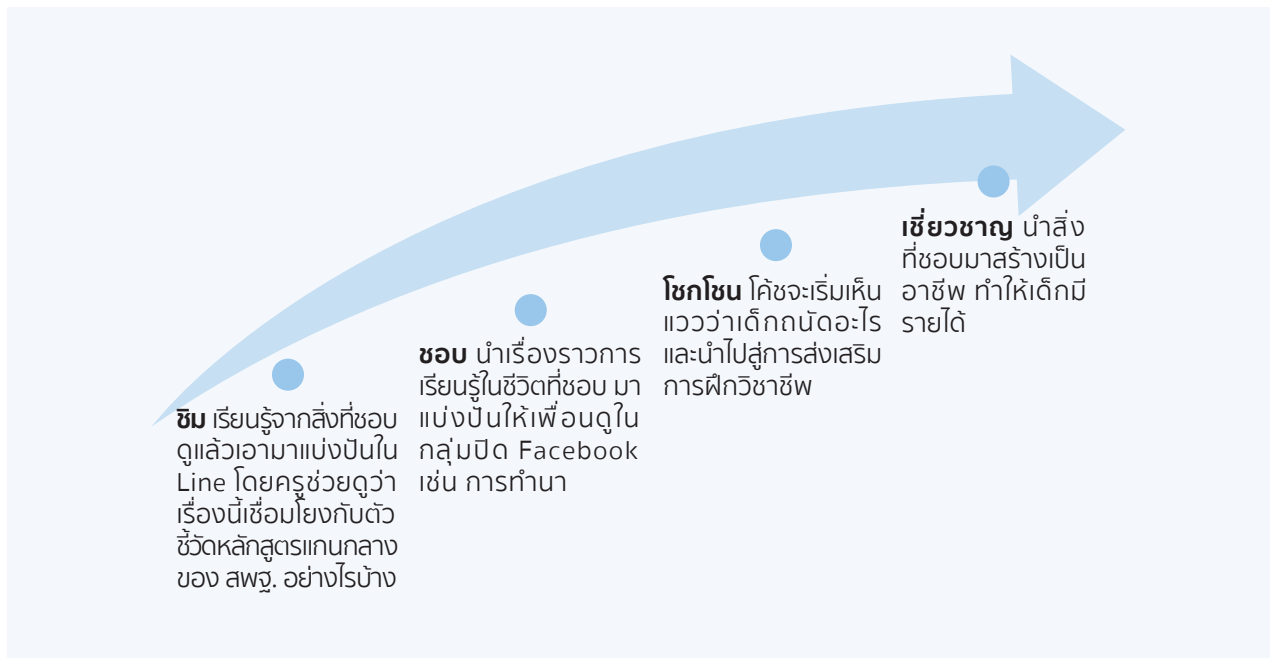 ชิม เรียนรู้จากสิ่งที่ชอบ
ดูแล้วเอามาแบ่งปันใน
Line โดยครูช่วยดูว่า
เรื่องนี้เชื่อมโยงกับตัว
ชี้วัดหลักสูตรแกนกลาง
ของ สพฐ. อย่างไรบ้าง
ชอบ นำเรื่องราวการ
เรียนรู้ในชีวิตที่ชอบ มา
แบ่งปันให้เพื่อนดูใน
กลุ่มปิด Facebook
เช่น การทำนา
โชกโชน โค้ชจะเริ่มเห็น
แววว่าเด็กถนัดอะไร
และนำไปสู่การส่งเสริม
การฝึกวิชาชีพ
เชี่ยวชาญ นำสิ่ง
ที่ชอบมาสร้างเป็น
อาชีพ ทำให้เด็กมี
รายได้